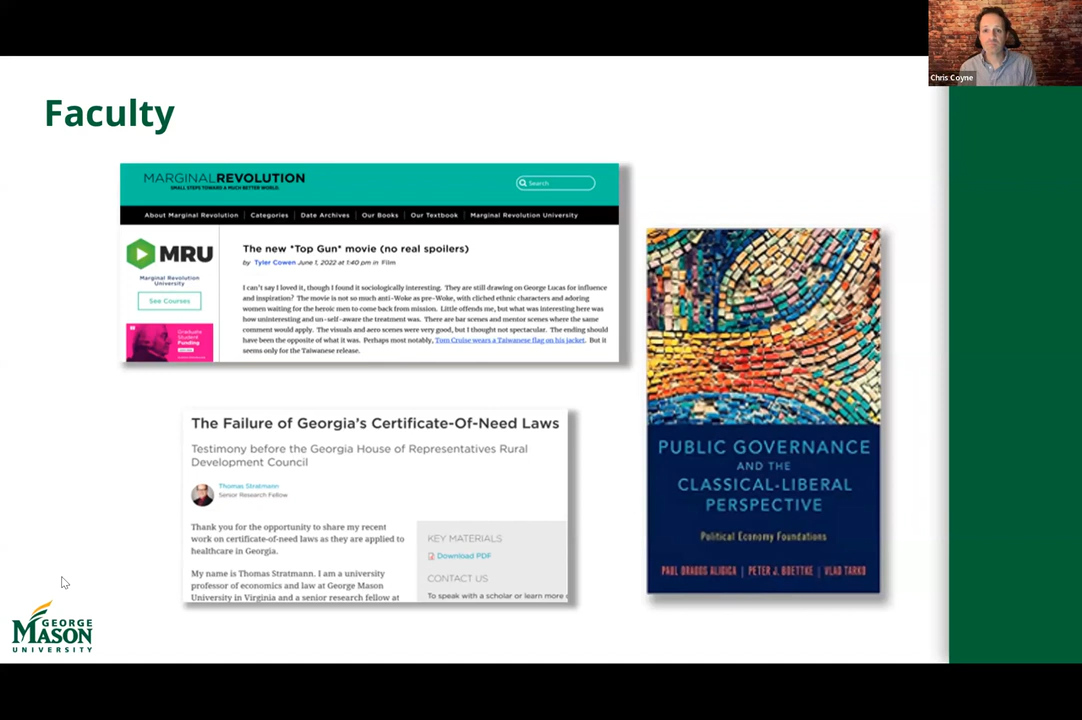 Chris Coyne
Faculty
MARGINALREVOLUTION
SMALL STEPS TOWARD A MUCH BETTER WORLD.
Search
About Marginal Revolution | Categories | Date Archives | Our Books | Our Textbook | Marginal Revolution University
MRU
Marginal Revolution
University
See Courses
Graduate
Student
Funding
The new *Top Gun* movie (no real spoilers)
by Tyler Cowen June 1, 2022 at 1:40 pm in Film
I can't say I loved it, though I found it sociologically interesting. They are still drawing on George Lucas for influence
and inspiration? The movie is not so much anti-Woke as pre-Woke, with cliched ethnic characters and adoring
women waiting for the heroic men to come back from mission. Little offends me, but what was interesting here was
how uninteresting and un-self-aware the treatment was. There are bar scenes and mentor scenes where the same
comment would apply. The visuals and aero scenes were very good, but I thought not spectacular. The ending should
have been the opposite of what it was. Perhaps most notably, Tom Cruise wears a Taiwanese flag on his jacket. But it
seems only for the Taiwanese release.
The Failure of Georgia's Certificate-Of-Need Laws
Testimony before the Georgia House of Representatives Rural
Development Council
Thomas Stratmann
Senior Research Fellow
Thank you for the opportunity to share my recent
work on certificate-of-need laws as they are applied to
healthcare in Georgia.
My name is Thomas Stratmann. I am a university
professor of economics and law at George Mason
University in Virginia and a senior research fellow at
KEY MATERIALS
Download PDF
CONTACT US
To speak with a scholar or learn more
PUBLIC GOVERNANCE
AND THE
CLASSICAL-LIBERAL
PERSPECTIVE
Political Economy Foundations
PAUL DRAGOS ALIGICA | PETER J. BOETTKE | VLAD TARKO
GEORGE
MASON
UNIVERSITY